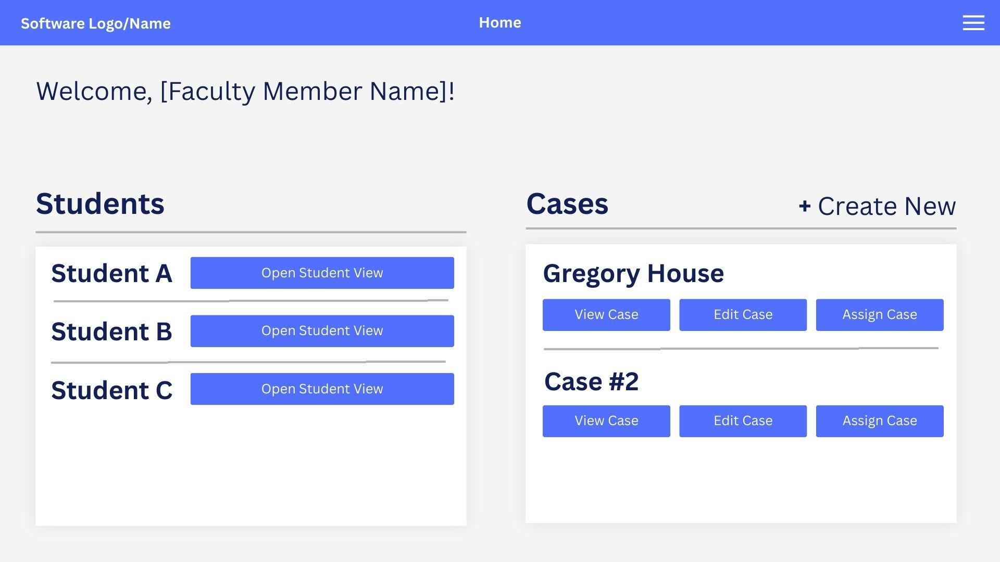 Software Logo/Name
Home
Welcome, [Faculty Member Name]!
Students
Student A
Open Student View
Student B
Open Student View
Student C
Open Student View
Cases
+ Create New
Gregory House
View Case
Edit Case
Assign Case
Case #2
View Case
Edit Case
Assign Case